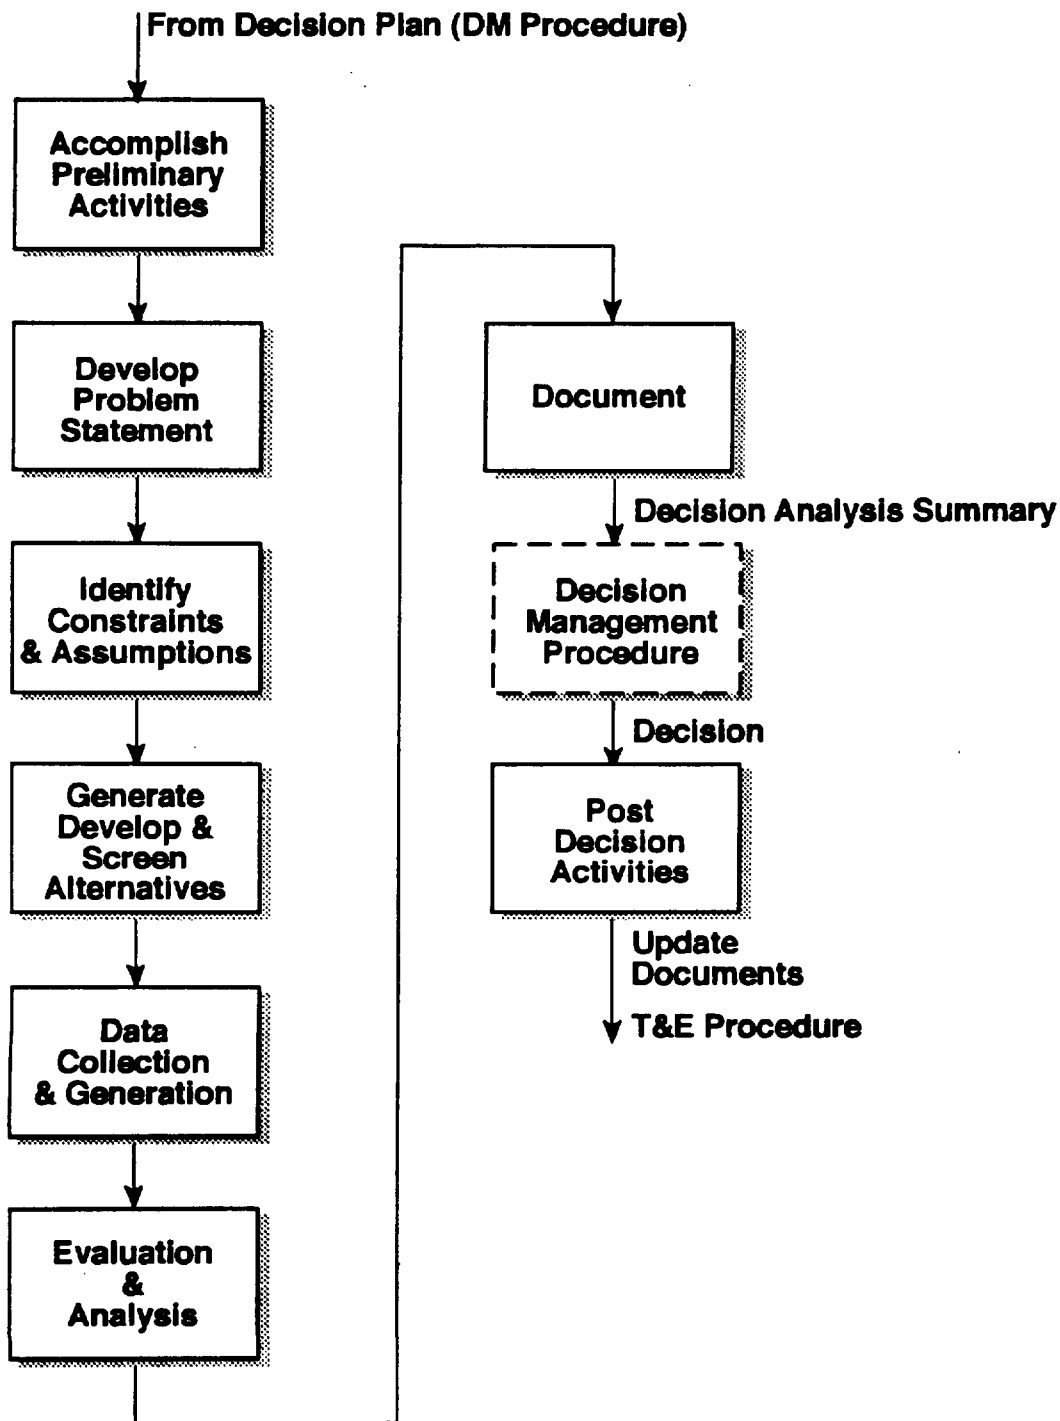 From Decision Plan (DM Procedure)
Accomplish
Preliminary
Activities
Develop
Problem
Statement
Identify
Constraints
& Assumptions
Generate
Develop &
Screen
Alternatives
Data
Collection
& Generation
Evaluation
&
Analysis
Document
Decision Analysis Summary
Decision
Management
Procedure
Decision
Post
Decision
Activities
Update
Documents
T&E Procedure